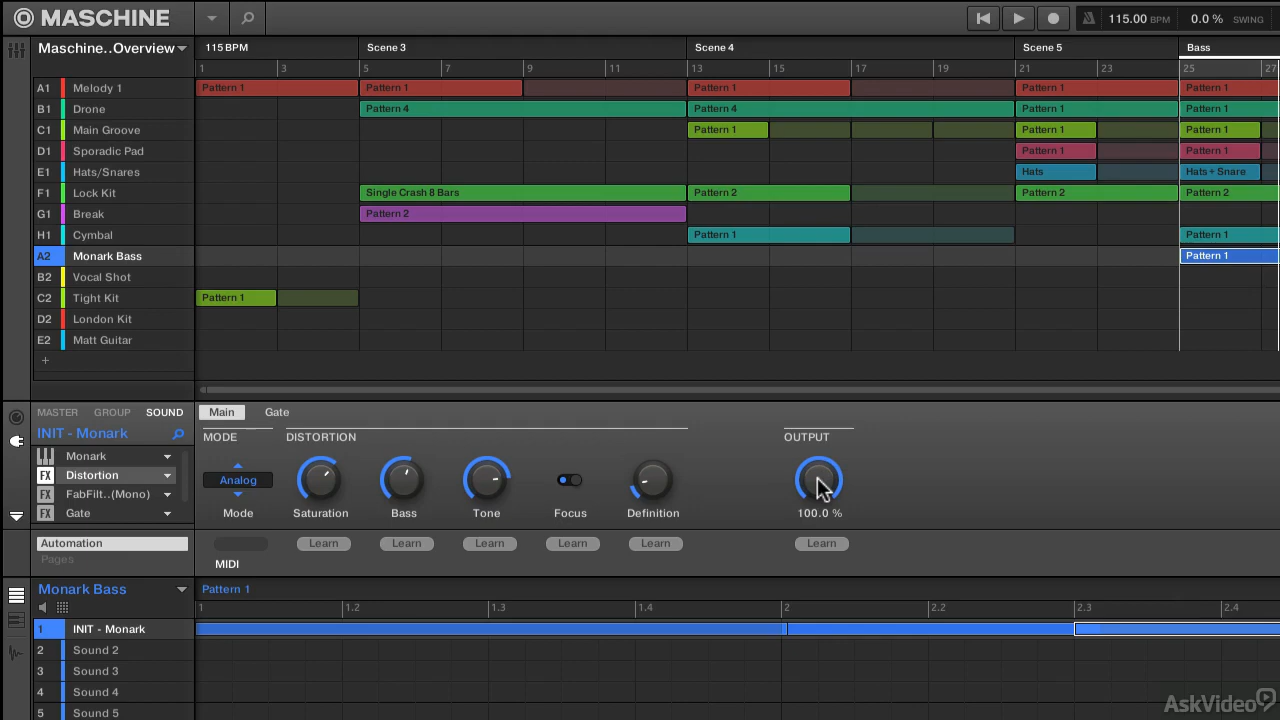 MASCHINE 115.00 BPM 0.0 % SWING
Maschine..Overview 115 BPM Scene 3 Scene 4 Scene 5 Bass
1 3 5 7 9 11 13 15 17 19 21 23 25 27
A1 Melody 1 Pattern 1 Pattern 1 Pattern 1 Pattern 1 Pattern 1
B1 Drone Pattern 4 Pattern 4 Pattern 1 Pattern 1
C1 Main Groove Pattern 1 Pattern 1 Pattern 1
D1 Sporadic Pad Pattern 1 Pattern 1
E1 Hats/Snares Hats Hats + Snare
F1 Lock Kit Single Crash 8 Bars Pattern 2 Pattern 2 Pattern 2
G1 Break Pattern 2
H1 Cymbal Pattern 1 Pattern 1
A2 Monark Bass Pattern 1
B2 Vocal Shot
C2 Tight Kit Pattern 1
D2 London Kit
E2 Matt Guitar
+
MASTER GROUP SOUND Main Gate
INIT - Monark MODE DISTORTION OUTPUT
Monark
FX Distortion Analog
FX FabFilt..(Mono)
FX Gate Mode Saturation Bass Tone Focus Definition 100.0 %
Automation Learn Learn Learn Learn Learn Learn
Pages MIDI
Monark Bass Pattern 1
1 1.2 1.3 1.4 2 2.2 2.3 2.4
1 INIT - Monark
2 Sound 2
3 Sound 3
4 Sound 4
5 Sound 5
AskVideo